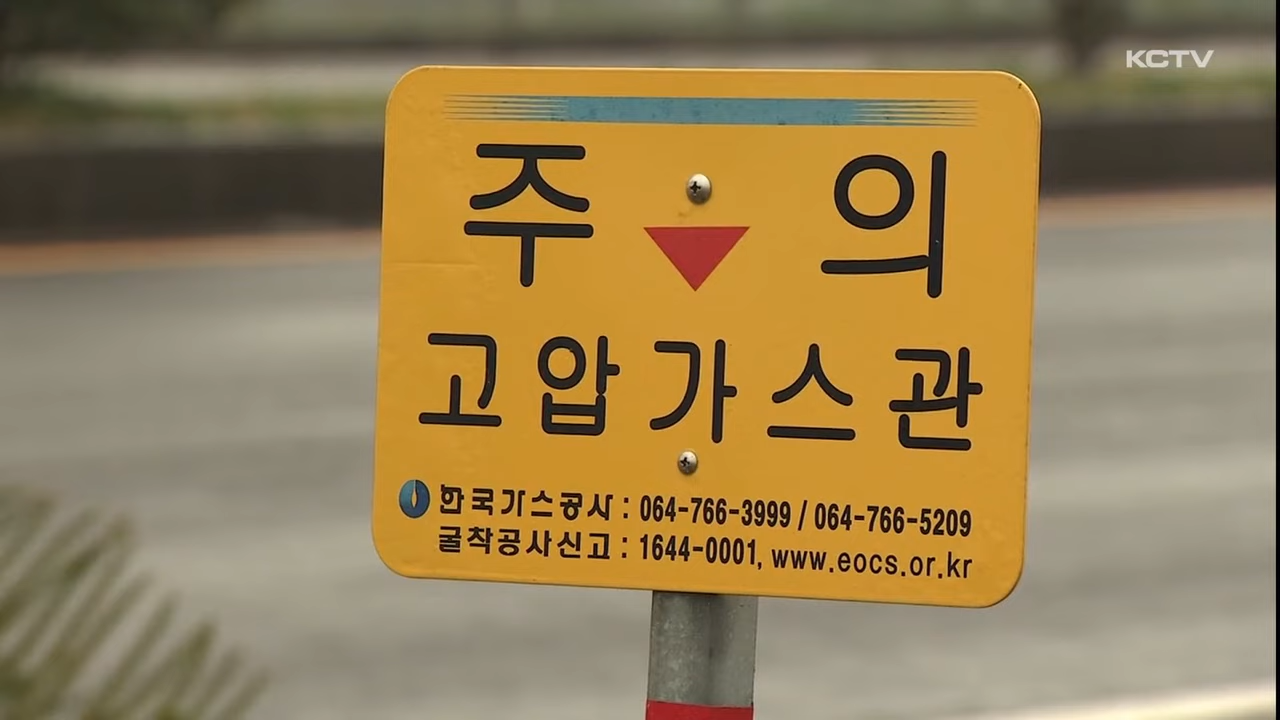 KCTV
주 의
고압가스관
한국가스공사 : 064-766-3999 / 064-766-5209
굴착공사신고 : 1644-0001, www.eocs.or.kr